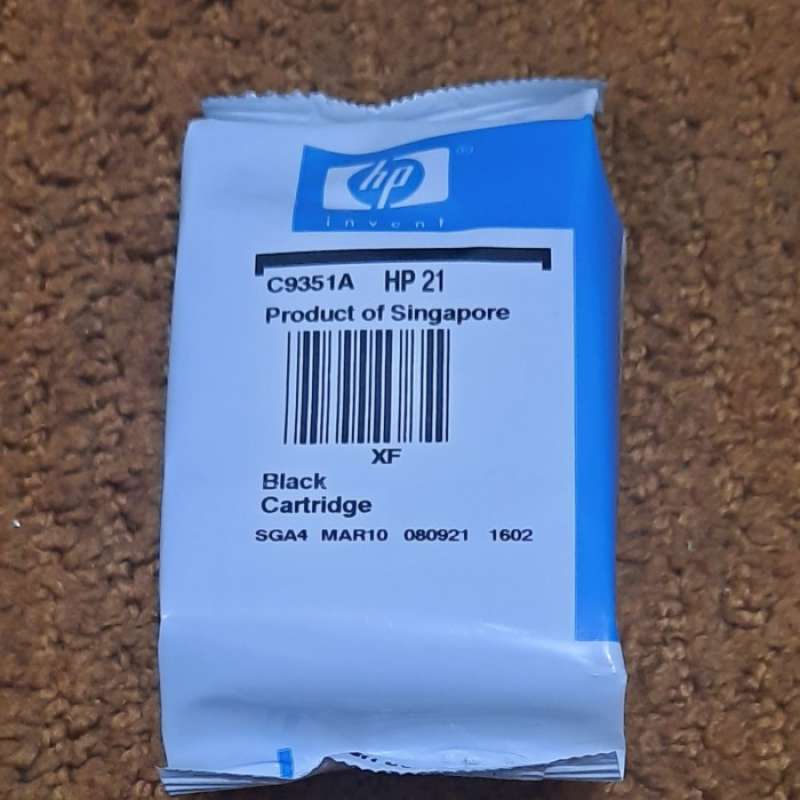 hp ®
invent
C9351A HP 21
Product of Singapore
XF
Black
Cartridge
SGA4 MAR10 080921 1602